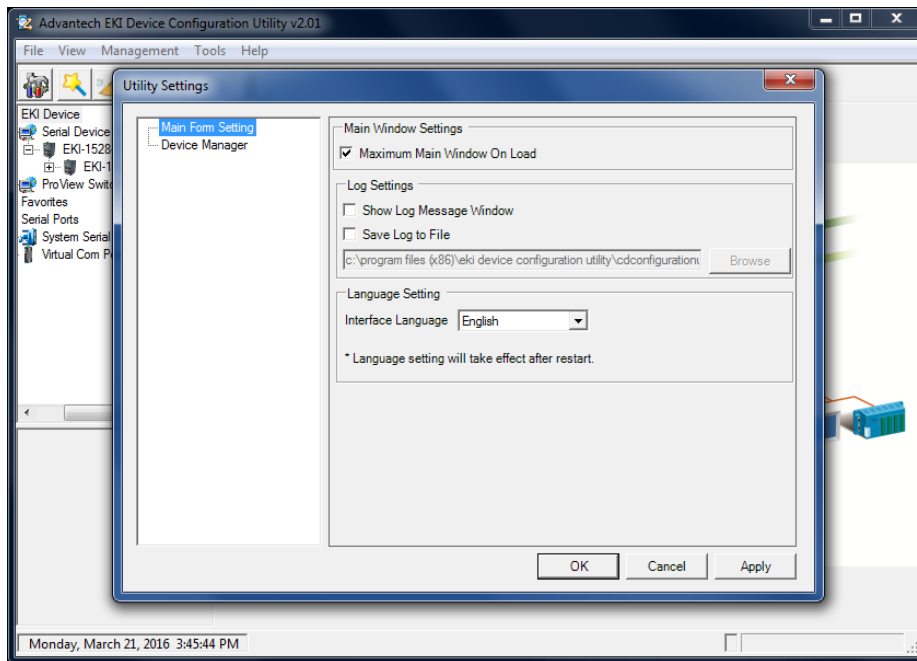 Advantech EKI Device Configuration Utility v2.01
File View Management Tools Help
Utility Settings
EKI Device
Serial Device
EKI-1528
EKI-1
ProView Switc
Favorites
Serial Ports
System Serial
Virtual Com P
Main Form Setting
Device Manager
Main Window Settings
Maximum Main Window On Load
Log Settings
Show Log Message Window
Save Log to File
c:\program files (x86)\eki device configuration utility\cdconfigurationu
Browse
Language Setting
Interface Language English
* Language setting will take effect after restart.
OK Cancel Apply
Monday, March 21, 2016 3:45:44 PM